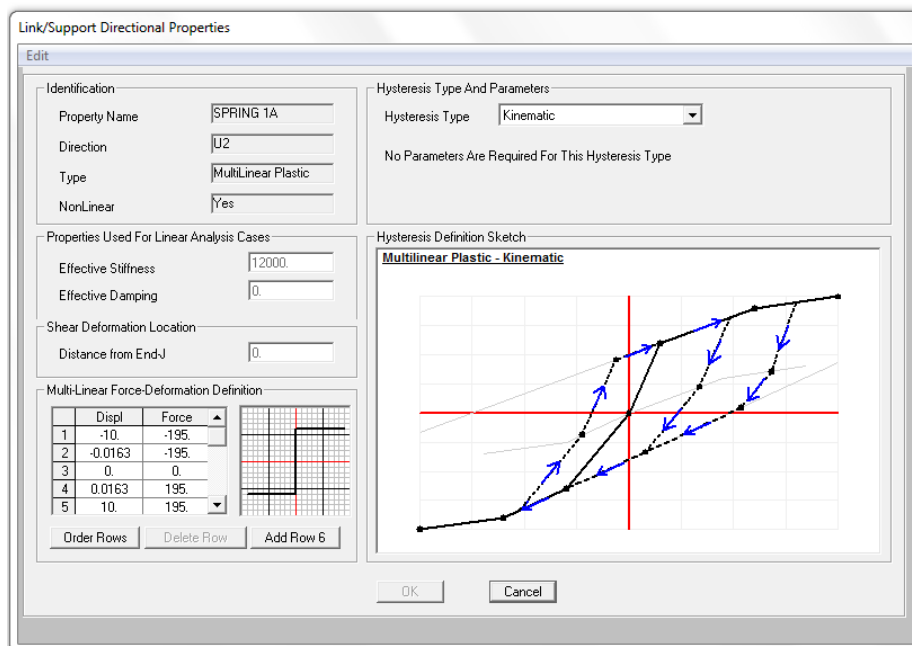 Link/Support Directional Properties
Edit
Identification
Property Name SPRING 1A
Direction U2
Type MultiLinear Plastic
NonLinear Yes
Hysteresis Type And Parameters
Hysteresis Type Kinematic
No Parameters Are Required For This Hysteresis Type
Properties Used For Linear Analysis Cases
Effective Stiffness 12000.
Effective Damping 0.
Shear Deformation Location
Distance from End-J 0.
Multi-Linear Force-Deformation Definition
Displ Force
1 -10. -195.
2 -0.0163 -195.
3 0. 0.
4 0.0163 195.
5 10. 195.
Order Rows Delete Row Add Row 6
Hysteresis Definition Sketch
Multilinear Plastic - Kinematic
OK Cancel